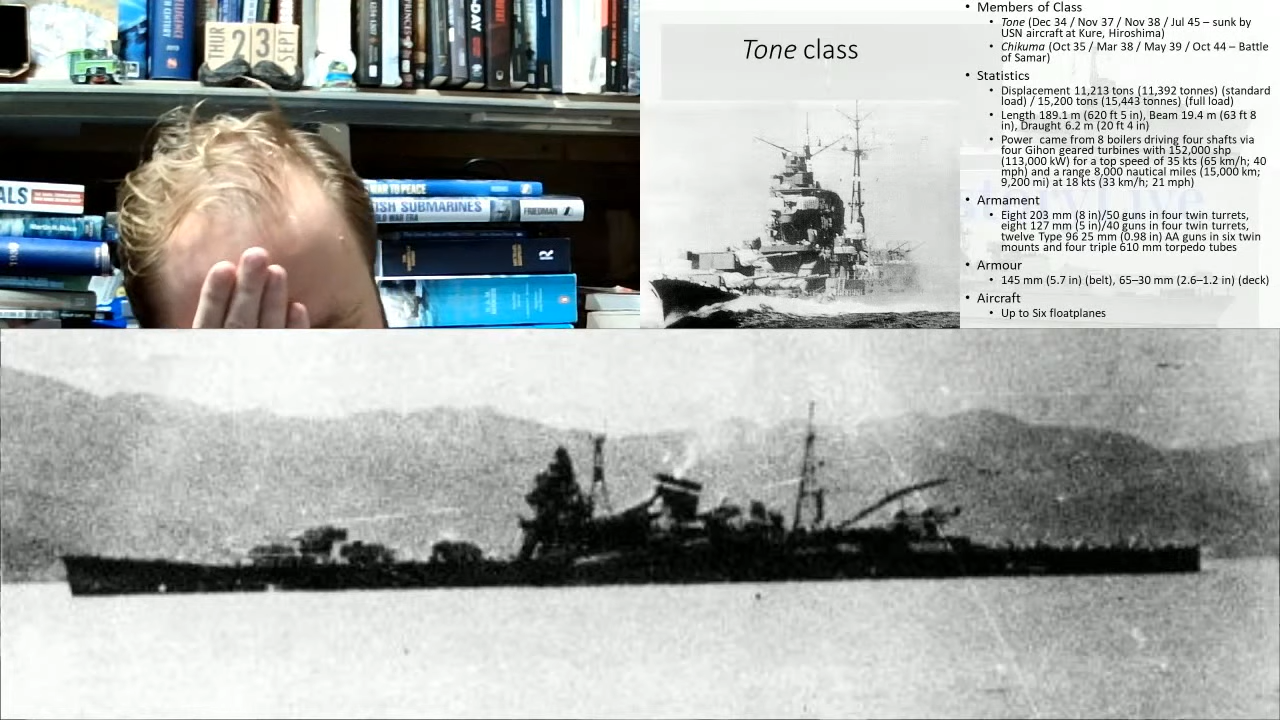 THUR
23
SEPT
WAR TO PEACE
SUBMARINES
WAR ERA
FRIEDMAN
R
Tone class
• Members of Class
• Tone (Dec 34 / Nov 37 / Nov 38 / Jul 45 – sunk by
USN aircraft at Kure, Hiroshima)
• Chikuma (Oct 35 / Mar 38 / May 39 / Oct 44 – Battle
of Samar)
• Statistics
• Displacement 11,213 tons (11,392 tonnes) (standard
load) / 15,200 tons (15,443 tonnes) (full load)
• Length 189.1 m (620 ft 5 in), Beam 19.4 m (63 ft 8
in), Draught 6.2 m (20 ft 4 in)
• Power came from 8 boilers driving four shafts via
four Gihon geared turbines with 152,000 shp
(113,000 kW) for a top speed of 35 kts (65 km/h; 40
mph) and a range 8,000 nautical miles (15,000 km;
9,200 mi) at 18 kts (33 km/h; 21 mph)
• Armament
• Eight 203 mm (8 in)/50 guns in four twin turrets,
eight 127 mm (5 in)/40 guns in four twin turrets,
twelve Type 96 25 mm (0.98 in) AA guns in six twin
mounts and four triple 610 mm torpedo tubes
• Armour
• 145 mm (5.7 in) (belt), 65–30 mm (2.6–1.2 in) (deck)
• Aircraft
• Up to Six floatplanes